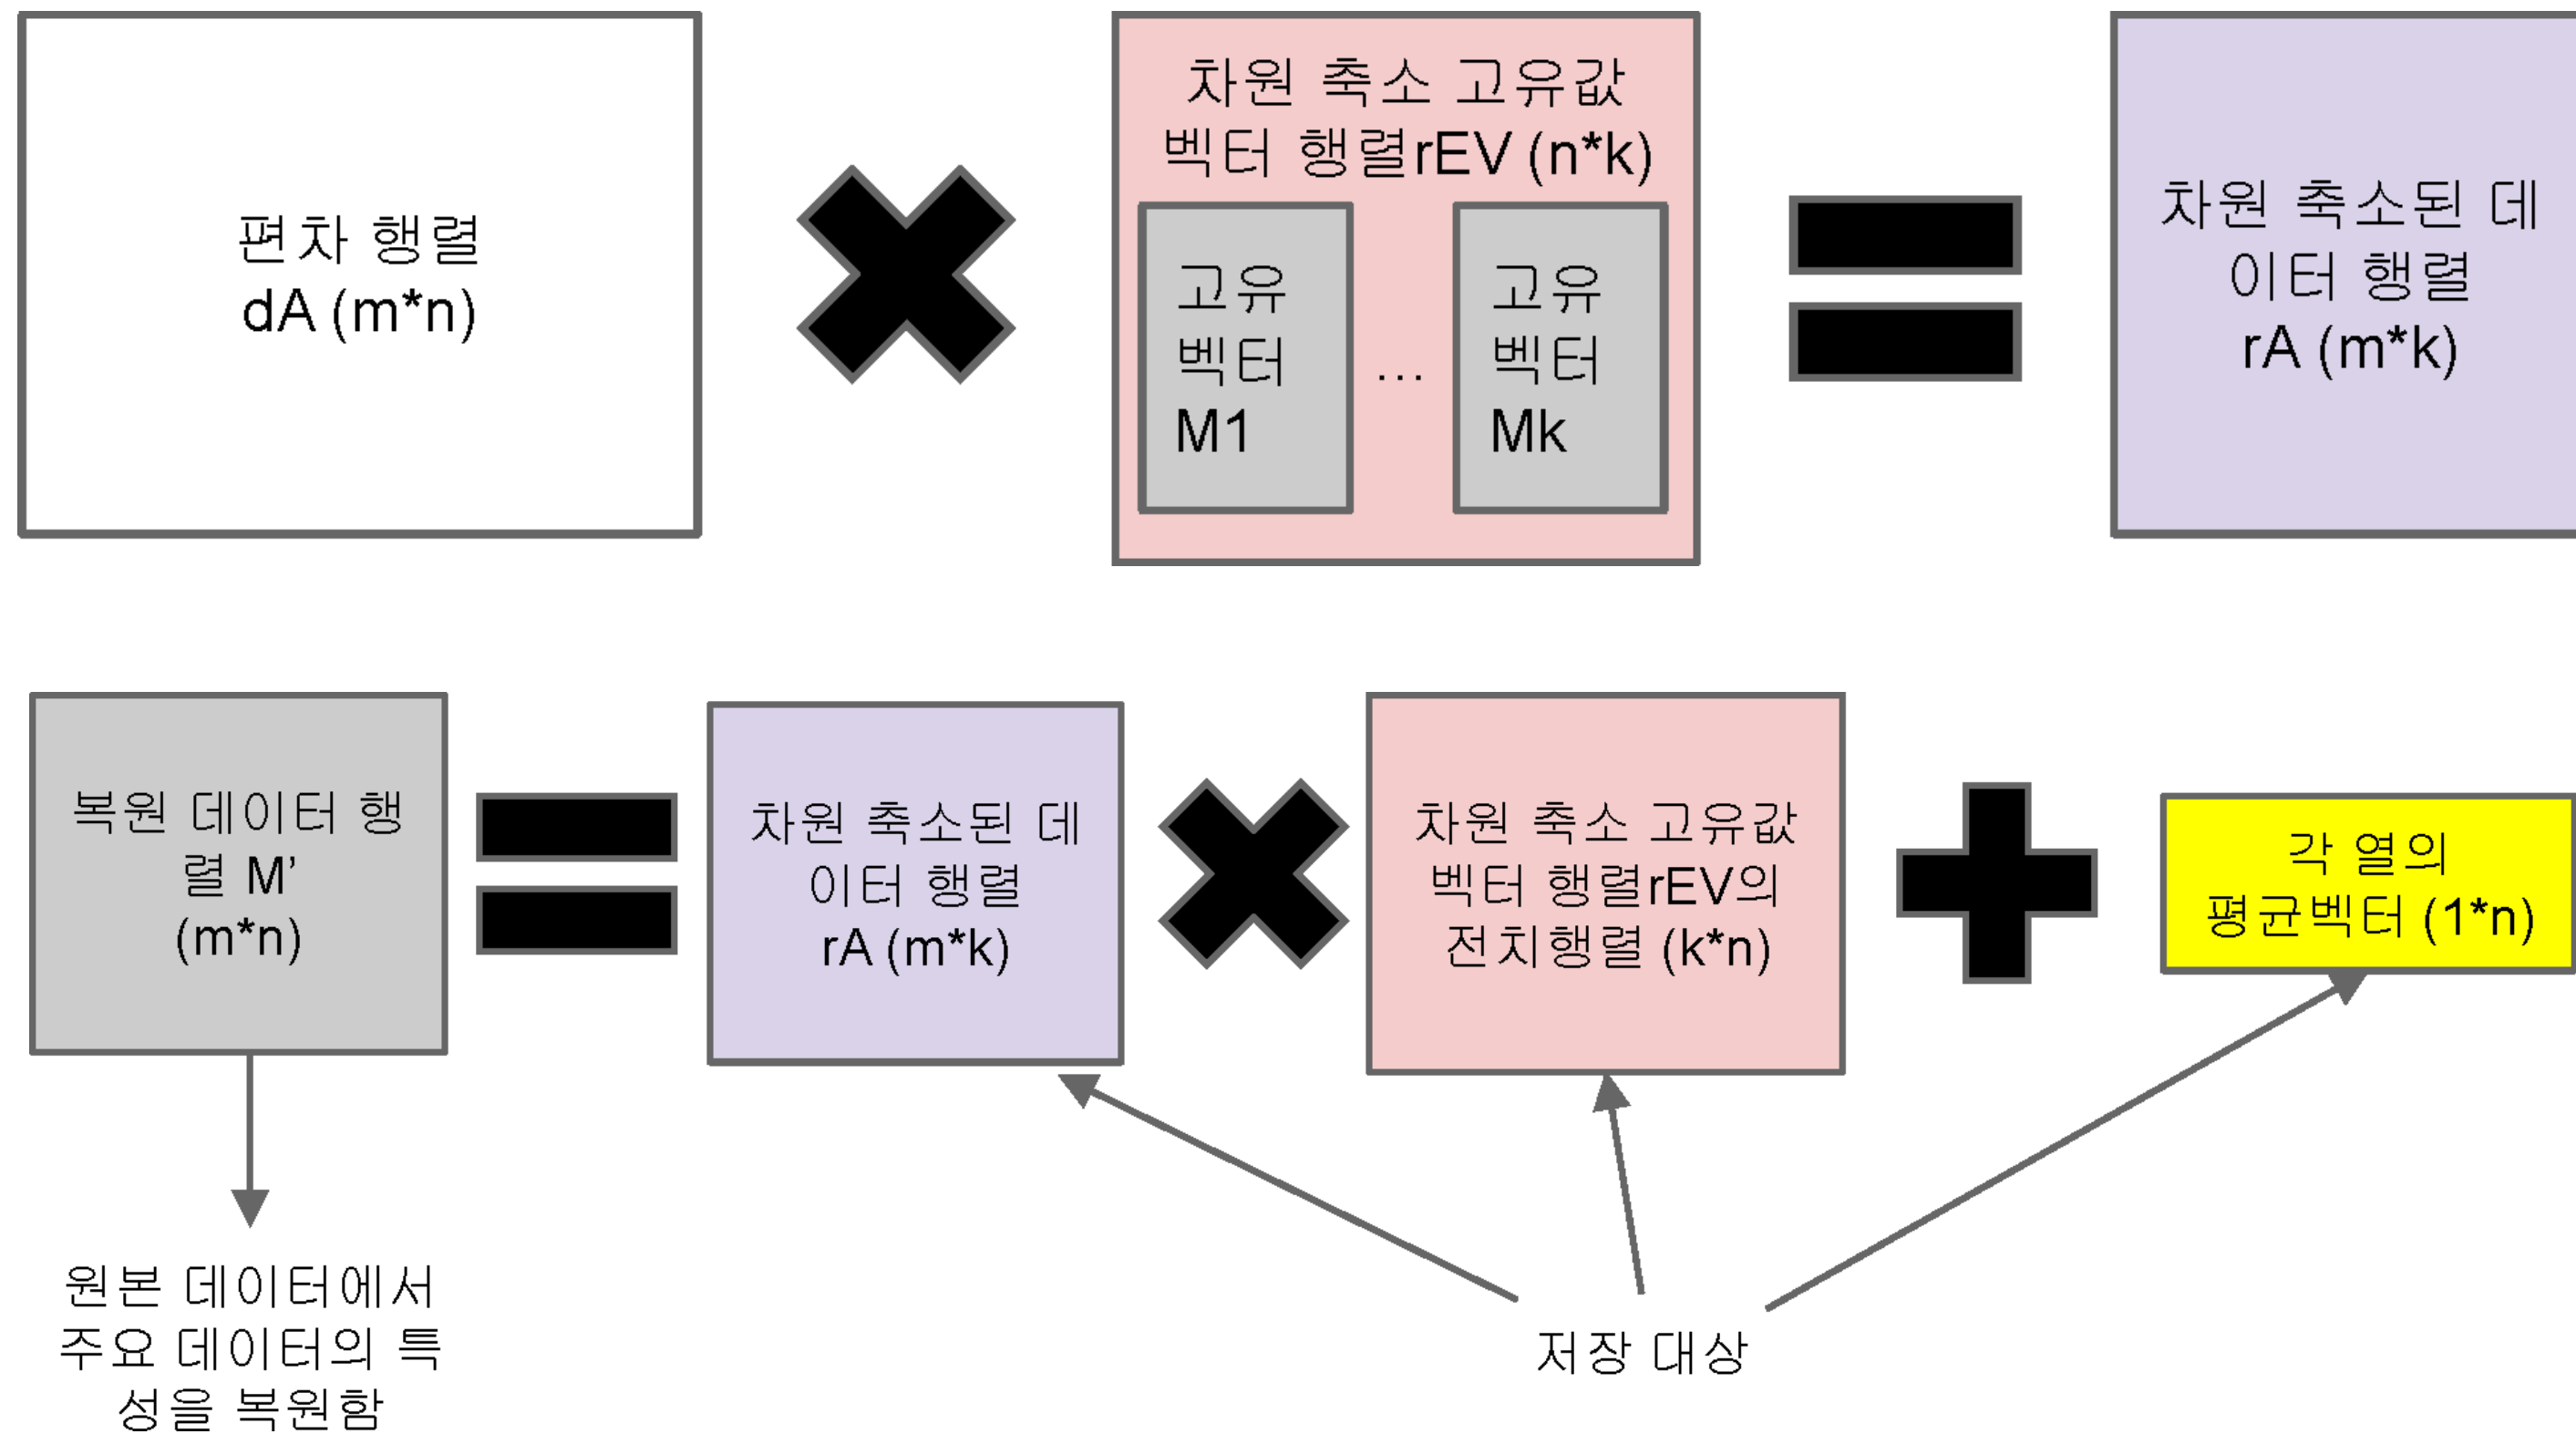 편차 행렬
dA (m*n)
차원 축소 고유값
벡터 행렬rEV (n*k)
고유
벡터
M1
...
고유
벡터
Mk
차원 축소된 데
이터 행렬
rA (m*k)
복원 데이터 행
렬 M’
(m*n)
차원 축소된 데
이터 행렬
rA (m*k)
차원 축소 고유값
벡터 행렬rEV의
전치행렬 (k*n)
각 열의
평균벡터 (1*n)
원본 데이터에서
주요 데이터의 특
성을 복원함
저장 대상